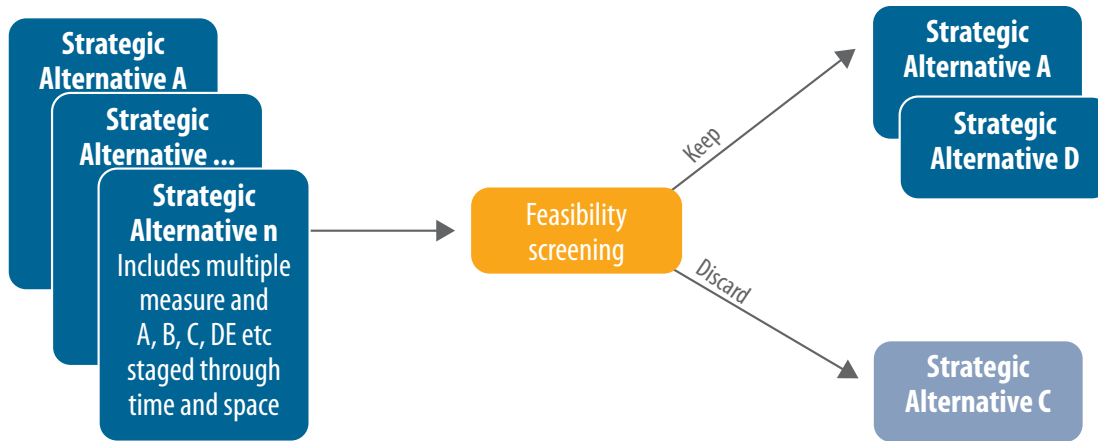 Strategic
Alternative A
Strategic
Alternative ...
Strategic
Alternative n
Includes multiple
measure and
A, B, C, DE etc
staged through
time and space
Feasibility
screening
Keep
Discard
Strategic
Alternative A
Strategic
Alternative D
Strategic
Alternative C